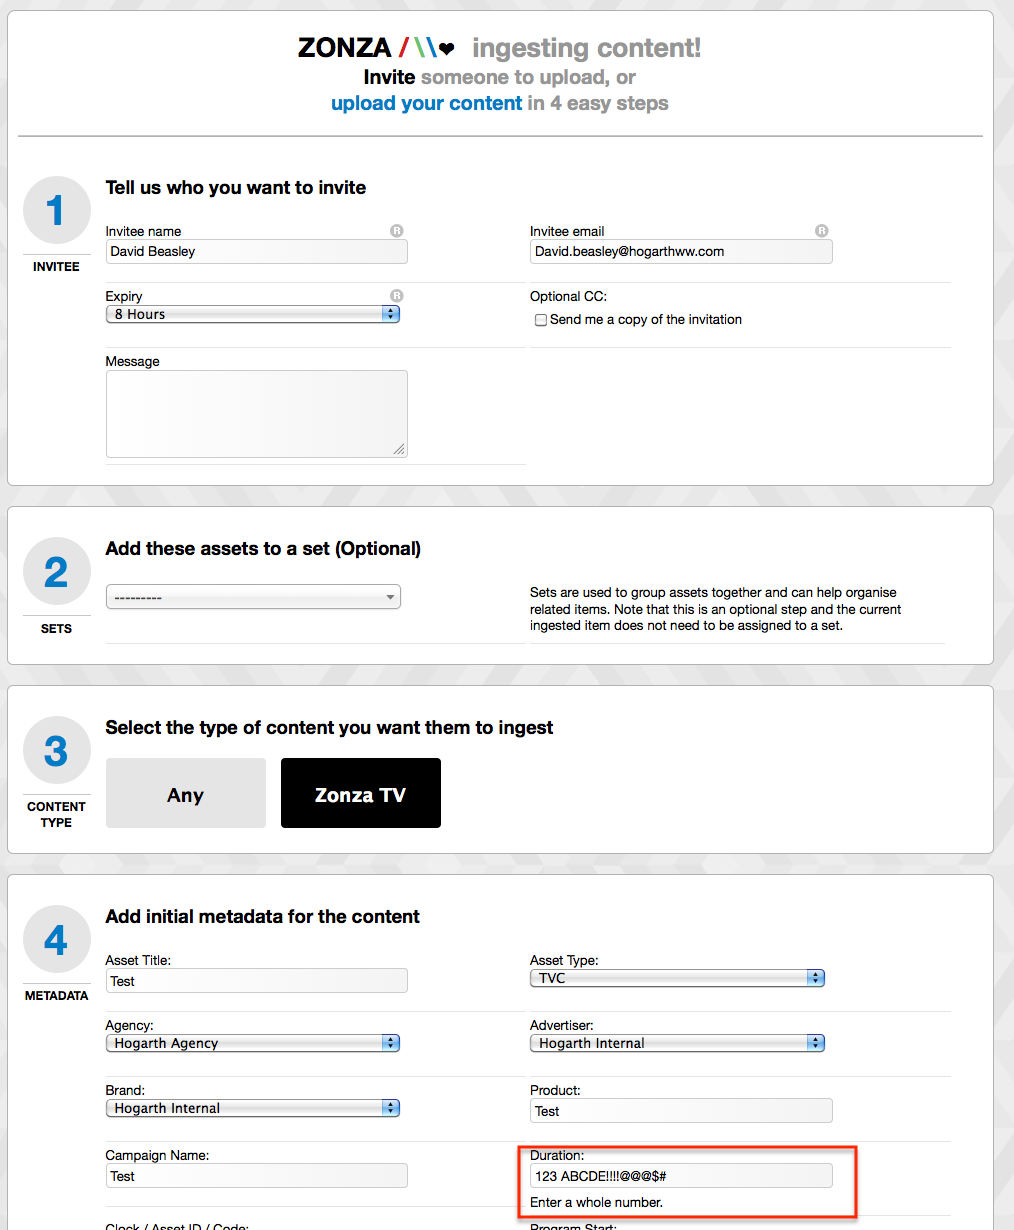 ZONZA /\\❤ ingesting content!
Invite someone to upload, or
upload your content in 4 easy steps
1
INVITEE
Tell us who you want to invite
Invitee name R
Invitee email R
David Beasley
David.beasley@hogarthww.com
Expiry R
Optional CC:
8 Hours
Send me a copy of the invitation
Message
2
SETS
Add these assets to a set (Optional)
---------
Sets are used to group assets together and can help organise
related items. Note that this is an optional step and the current
ingested item does not need to be assigned to a set.
3
CONTENT
TYPE
Select the type of content you want them to ingest
Any
Zonza TV
4
METADATA
Add initial metadata for the content
Asset Title:
Asset Type:
Test
TVC
Agency:
Advertiser:
Hogarth Agency
Hogarth Internal
Brand:
Product:
Hogarth Internal
Test
Campaign Name:
Duration:
Test
123 ABCDE!!!!@@@$#
Enter a whole number.
Clock / Asset ID / Code:
Program Start: